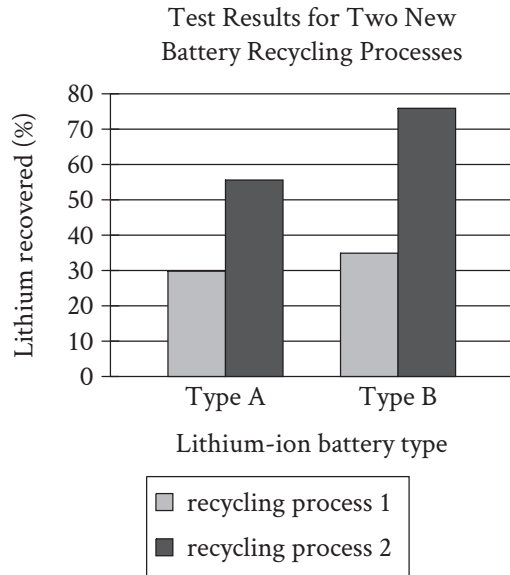 Test Results for Two New
Battery Recycling Processes
Lithium recovered (%)
80
70
60
50
40
30
20
10
0
Type A
Type B
Lithium-ion battery type
recycling process 1
recycling process 2